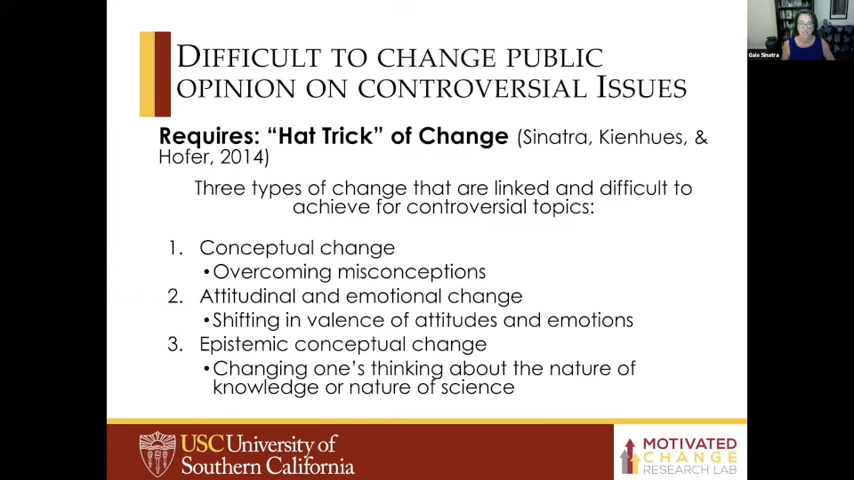 DIFFICULT TO CHANGE PUBLIC
OPINION ON CONTROVERSIAL ISSUES
Requires: “Hat Trick” of Change (Sinatra, Kienhues, &
Hofer, 2014)
Three types of change that are linked and difficult to
achieve for controversial topics:
1. Conceptual change
•Overcoming misconceptions
2. Attitudinal and emotional change
•Shifting in valence of attitudes and emotions
3. Epistemic conceptual change
•Changing one’s thinking about the nature of
knowledge or nature of science
USC University of
Southern California
MOTIVATED
CHANGE
RESEARCH LAB
Gale Sinatra